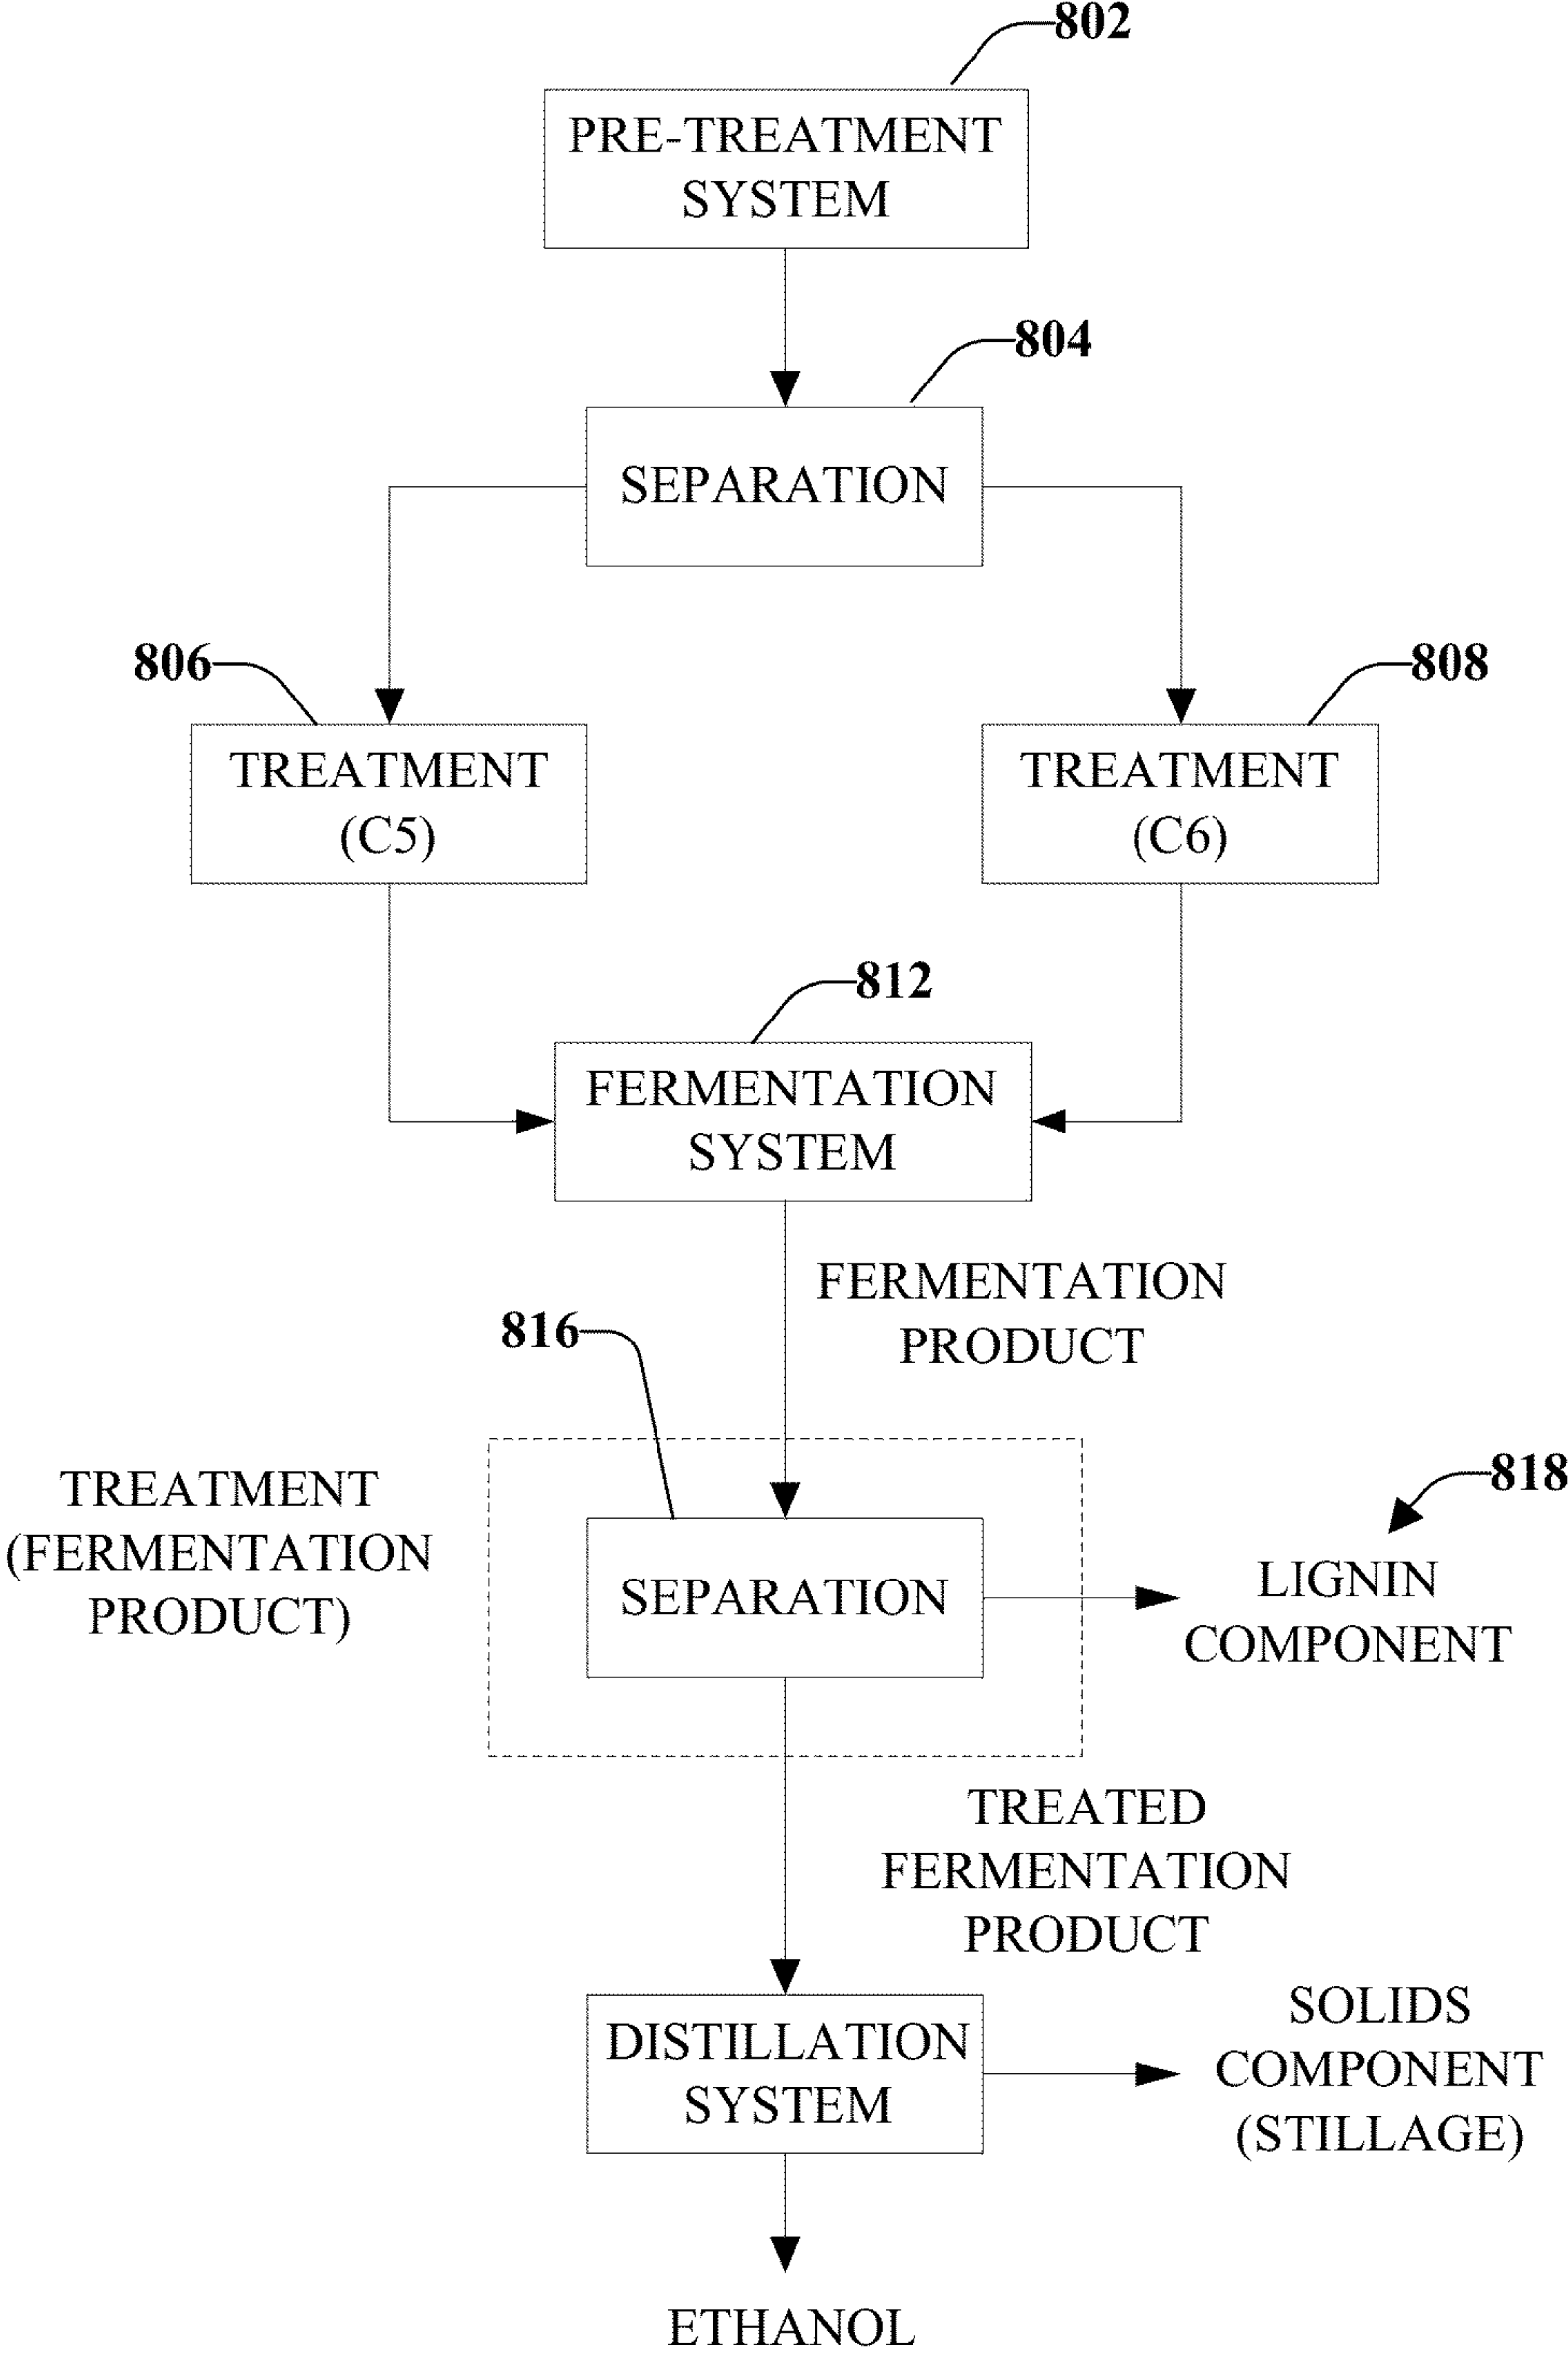 802
PRE-TREATMENT
SYSTEM
804
SEPARATION
806
808
TREATMENT
(C5)
TREATMENT
(C6)
812
FERMENTATION
SYSTEM
FERMENTATION
PRODUCT
816
TREATMENT
(FERMENTATION
PRODUCT)
SEPARATION
818
LIGNIN
COMPONENT
TREATED
FERMENTATION
PRODUCT
DISTILLATION
SYSTEM
SOLIDS
COMPONENT
(STILLAGE)
ETHANOL